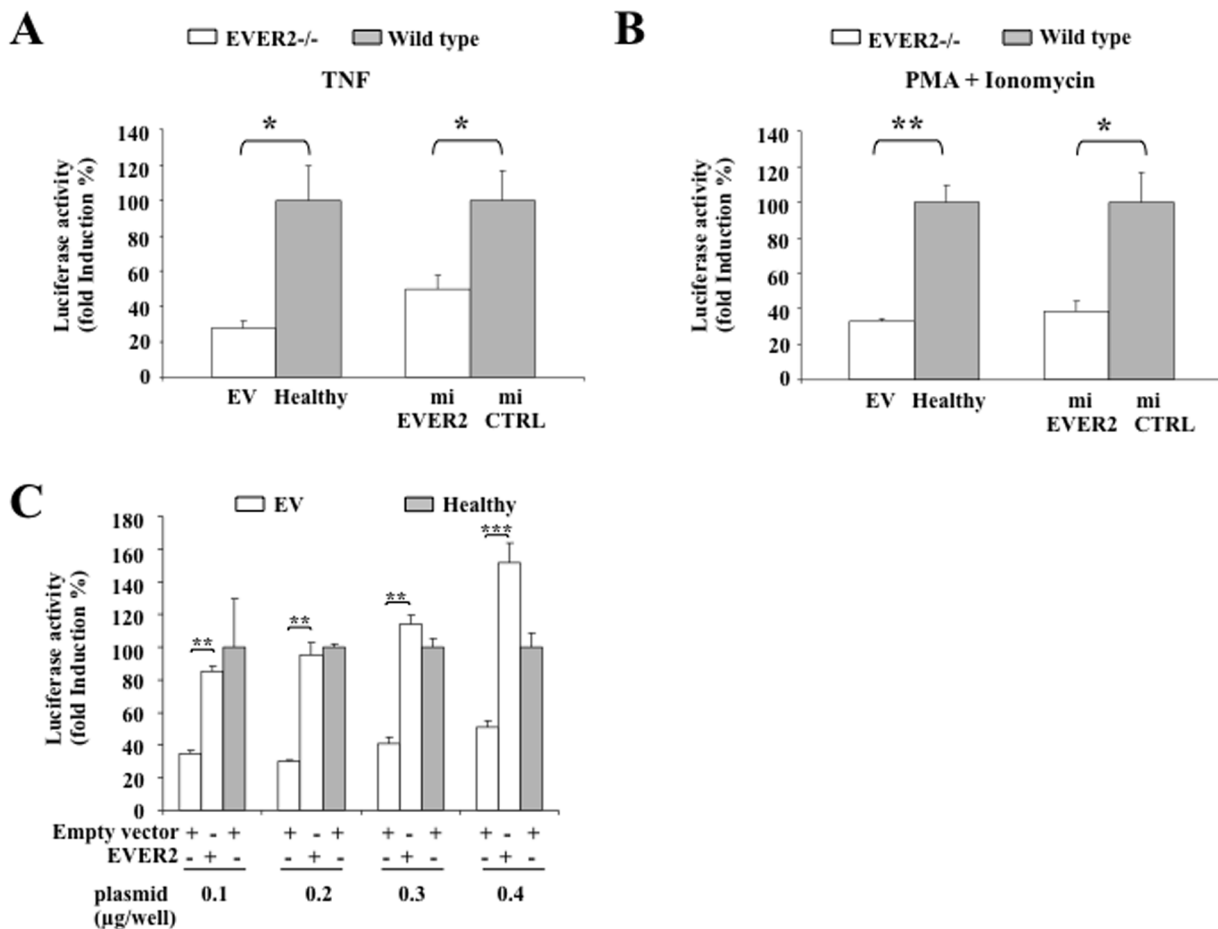 A
EVER2-/- Wild type
TNF
Luciferase activity
(fold Induction %)
140
120
100
80
60
40
20
0
* *
EV Healthy mi mi
EVER2 CTRL
B
EVER2-/- Wild type
PMA + Ionomycin
Luciferase activity
(fold Induction %)
140
120
100
80
60
40
20
0
** *
EV Healthy mi mi
EVER2 CTRL
C
EV Healthy
Luciferase activity
(fold Induction %)
180
160
140
120
100
80
60
40
20
0
** ** ** ***
Empty vector + - + + - + + - + + - +
EVER2 - + - - + - - + - - + -
plasmid 0.1 0.2 0.3 0.4
(µg/well)